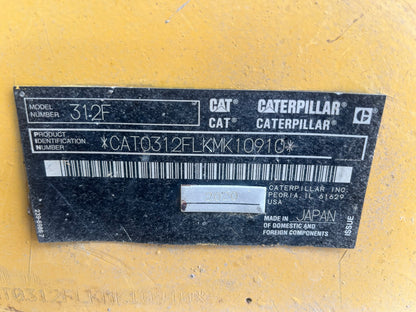 MODEL NUMBER 312F
CAT CATERPILLAR
CAT® CATERPILLAR®
PRODUCT IDENTIFICATION NUMBER *CAT0312FLKMK10910*
CATERPILLAR INC.
PEORIA, IL 61629
USA
MADE IN JAPAN
OF DOMESTIC AND
FOREIGN COMPONENTS
ISSUE